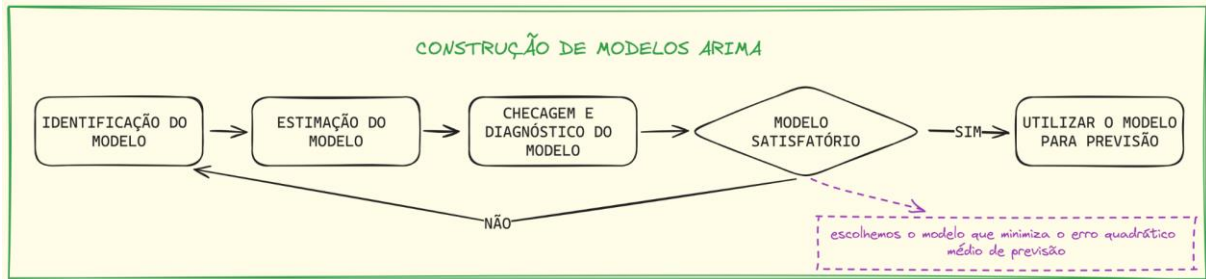 CONSTRUÇÃO DE MODELOS ARIMA
IDENTIFICAÇÃO DO
MODELO
ESTIMAÇÃO DO
MODELO
CHECAGEM E
DIAGNÓSTICO DO
MODELO
MODELO
SATISFATÓRIO
SIM
UTILIZAR O MODELO
PARA PREVISÃO
NÃO
escolhemos o modelo que minimiza o erro quadrático
médio de previsão